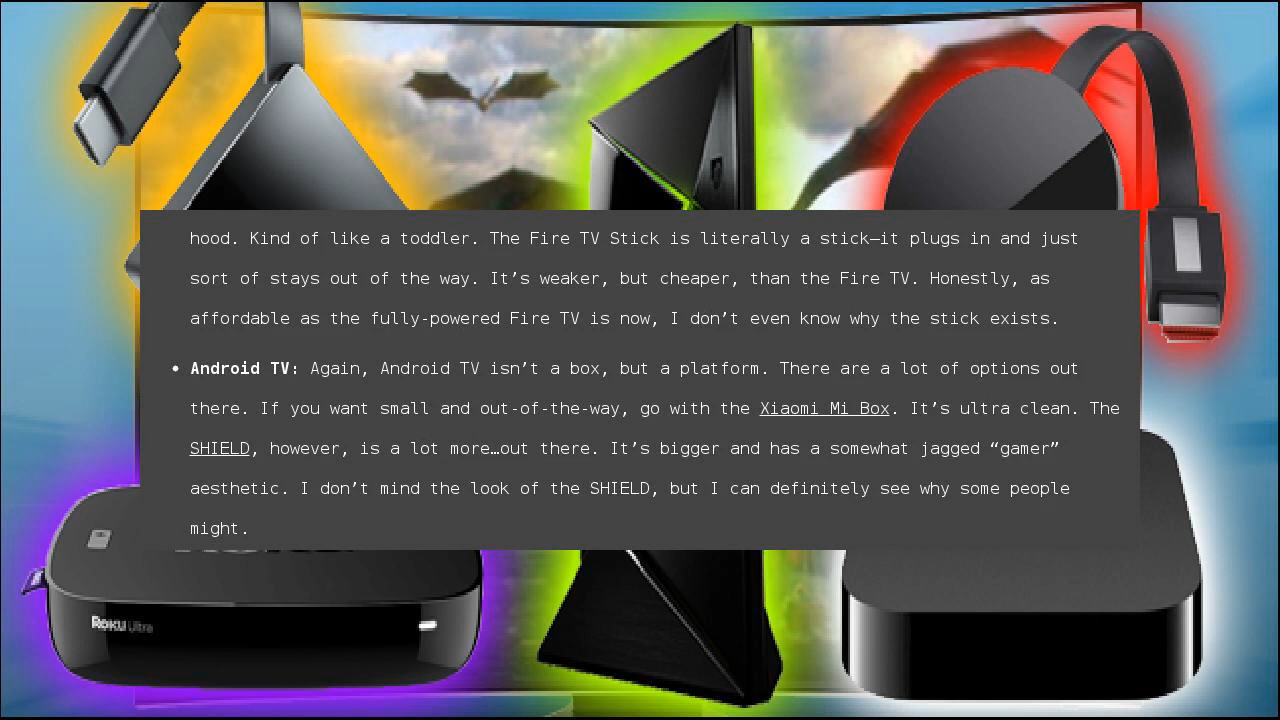 hood. Kind of like a toddler. The Fire TV Stick is literally a stick—it plugs in and just
sort of stays out of the way. It’s weaker, but cheaper, than the Fire TV. Honestly, as
affordable as the fully-powered Fire TV is now, I don’t even know why the stick exists.
• Android TV: Again, Android TV isn’t a box, but a platform. There are a lot of options out
there. If you want small and out-of-the-way, go with the Xiaomi Mi Box. It’s ultra clean. The
SHIELD, however, is a lot more…out there. It’s bigger and has a somewhat jagged “gamer”
aesthetic. I don’t mind the look of the SHIELD, but I can definitely see why some people
might.
ROKU Ultra